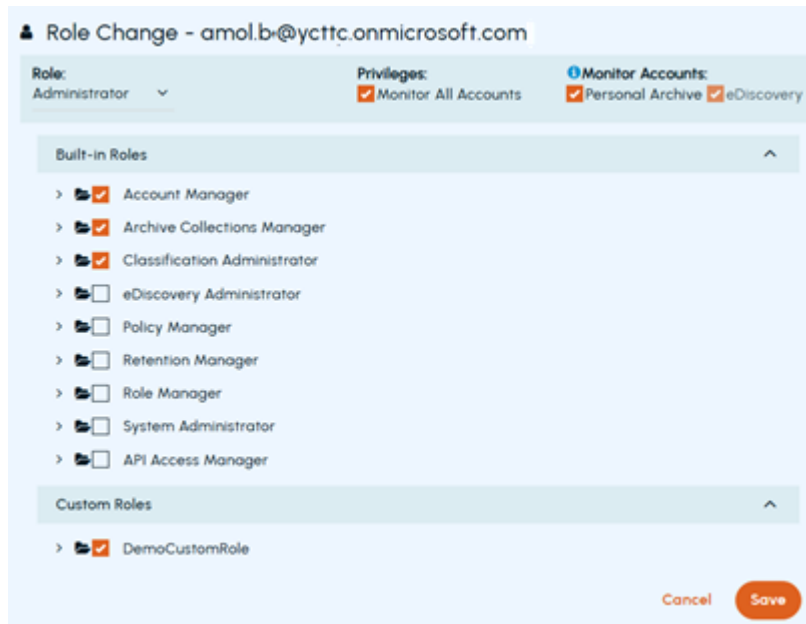 Role Change - amol.b@ycttc.onmicrosoft.com
Role: Privileges: Monitor Accounts:
Administrator Monitor All Accounts Personal Archive eDiscovery
Built-in Roles
Account Manager
Archive Collections Manager
Classification Administrator
eDiscovery Administrator
Policy Manager
Retention Manager
Role Manager
System Administrator
API Access Manager
Custom Roles
DemoCustomRole
Cancel Save